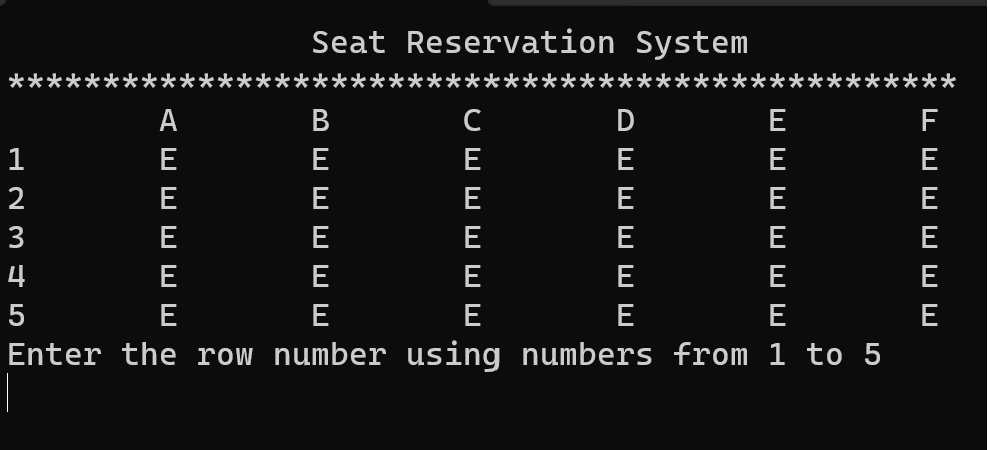 Seat Reservation System
**************************************************
A B C D E F
1 E E E E E E
2 E E E E E E
3 E E E E E E
4 E E E E E E
5 E E E E E E
Enter the row number using numbers from 1 to 5